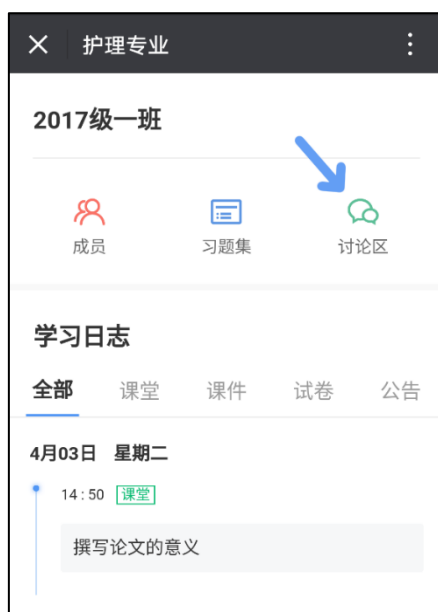 护理专业
2017级一班
成员 习题集 讨论区
学习日志
全部 课堂 课件 试卷 公告
4月03日 星期二
14:50 课堂
撰写论文的意义